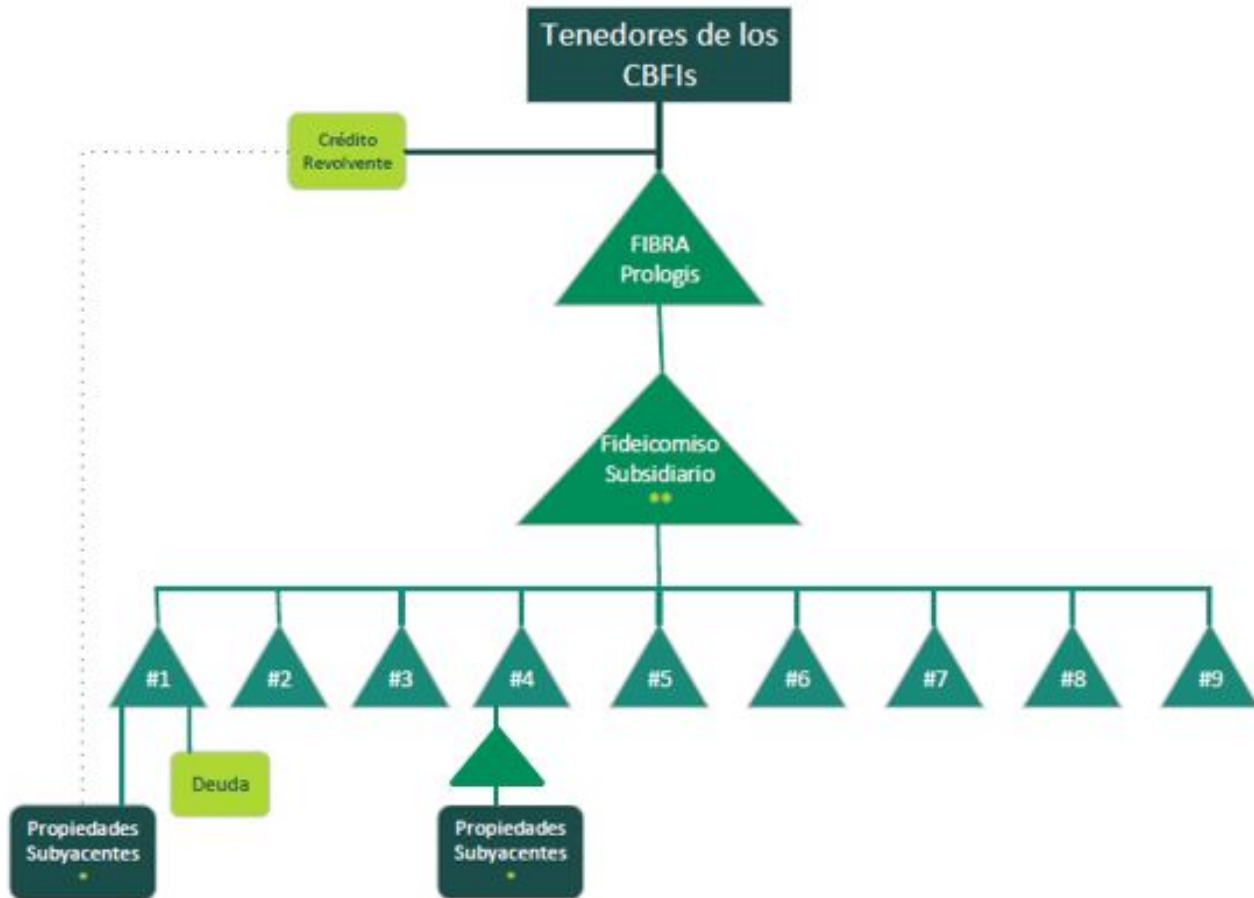 Tenedores de los
CBFIs
Crédito
Revolvente
FIBRA
Prologis
Fideicomiso
Subsidiario
#1
#2
#3
#4
#5
#6
#7
#8
#9
Deuda
Propiedades
Subyacentes
Propiedades
Subyacentes